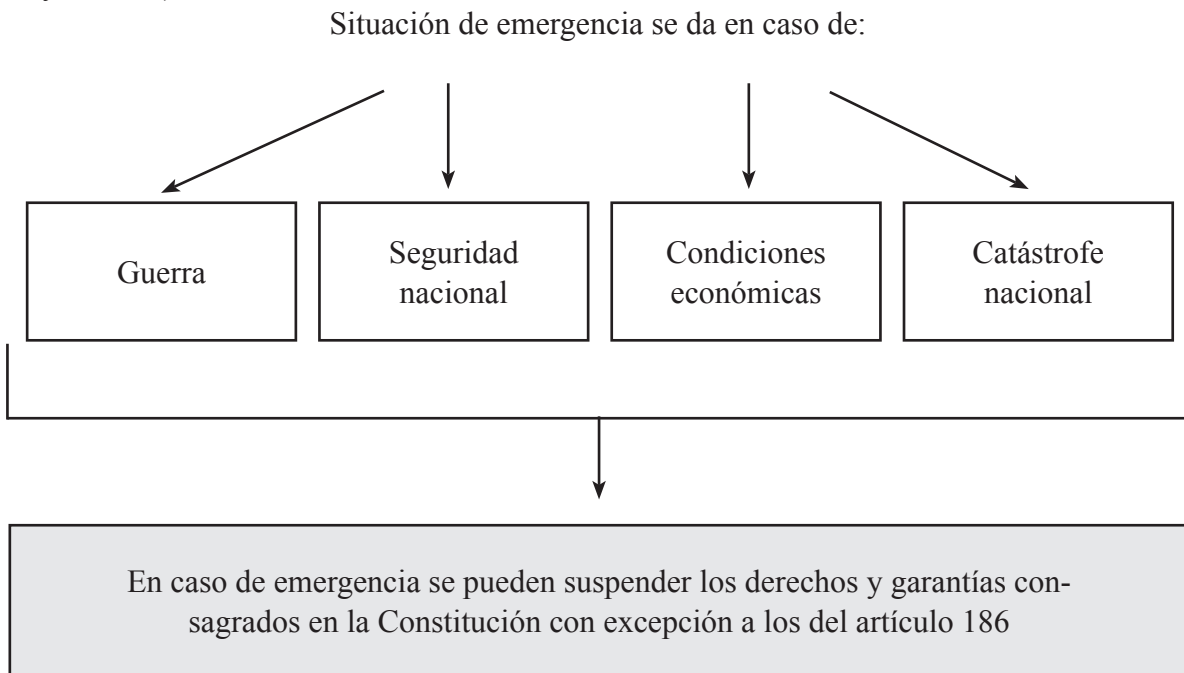 Situación de emergencia se da en caso de:
Guerra
Seguridad
nacional
Condiciones
económicas
Catástrofe
nacional
En caso de emergencia se pueden suspender los derechos y garantías con-
sagrados en la Constitución con excepción a los del artículo 186